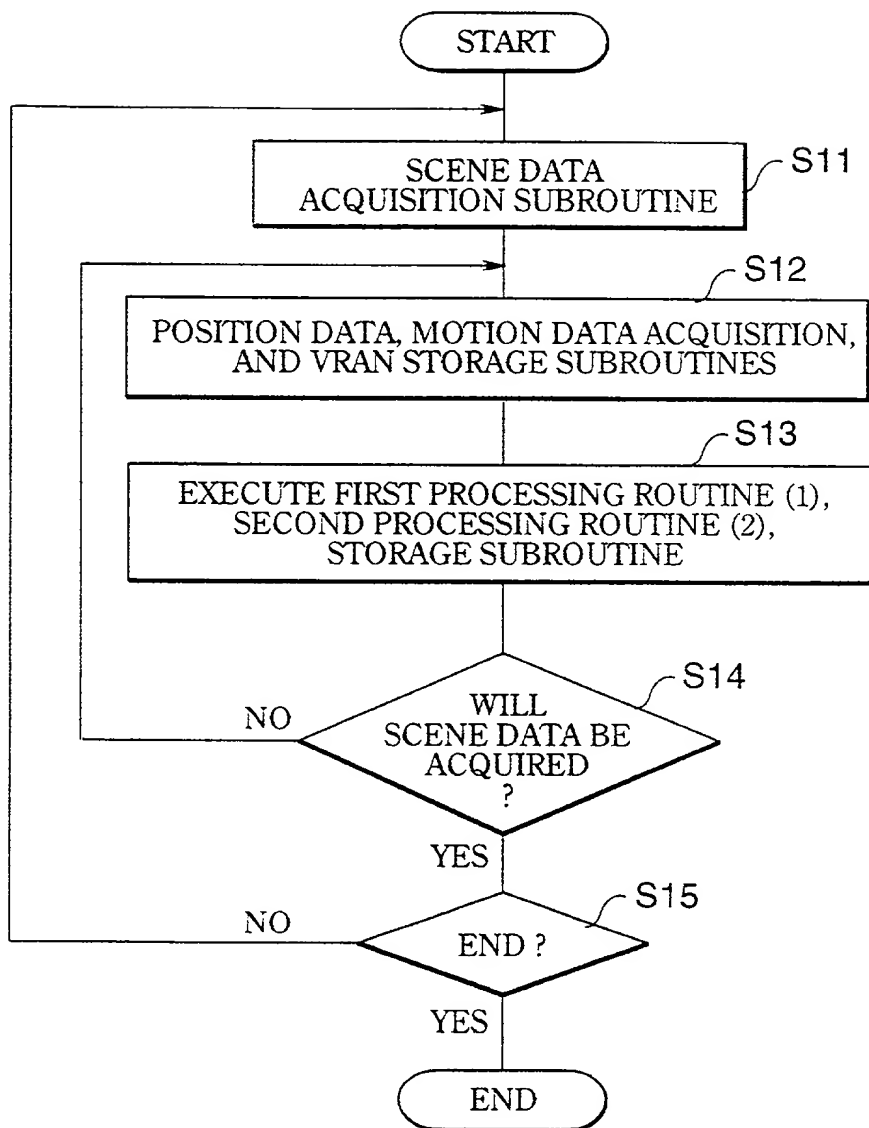 START
SCENE DATA
ACQUISITION SUBROUTINE
S11
S12
POSITION DATA, MOTION DATA ACQUISITION,
AND VRAN STORAGE SUBROUTINES
S13
EXECUTE FIRST PROCESSING ROUTINE (1),
SECOND PROCESSING ROUTINE (2),
STORAGE SUBROUTINE
S14
NO
WILL
SCENE DATA BE
ACQUIRED
?
YES
S15
NO
END ?
YES
END